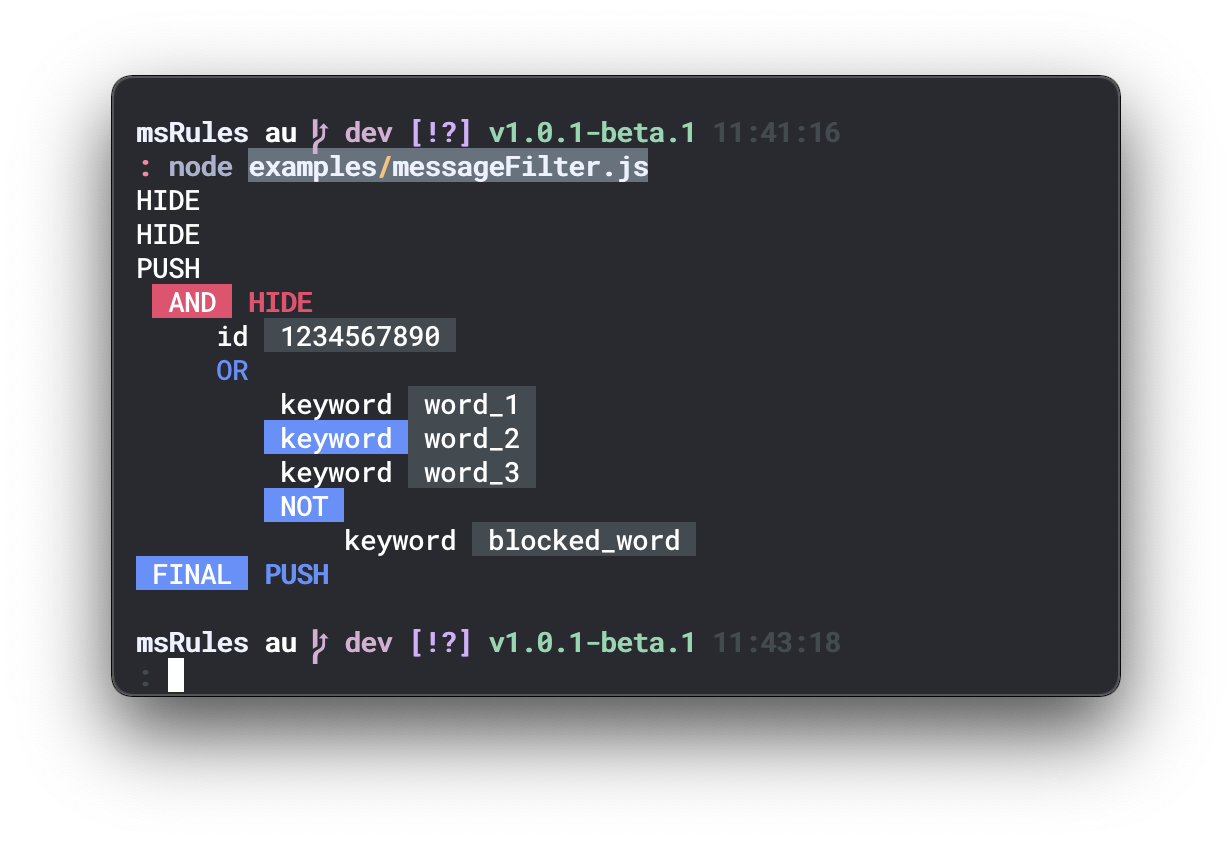 msRules au dev [!?] v1.0.1-beta.1 11:41:16
: node examples/messageFilter.js
HIDE
HIDE
PUSH
AND HIDE
id 1234567890
OR
keyword word_1
keyword word_2
keyword word_3
NOT
keyword blocked_word
FINAL PUSH
msRules au dev [!?] v1.0.1-beta.1 11:43:18
: